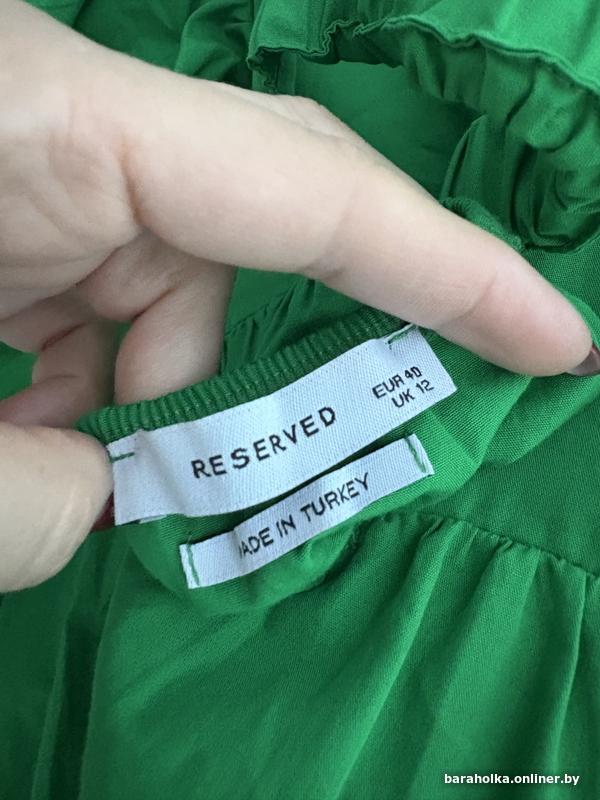 EUR 40
UK 12
RESERVED
MADE IN TURKEY
baraholka.onliner.by